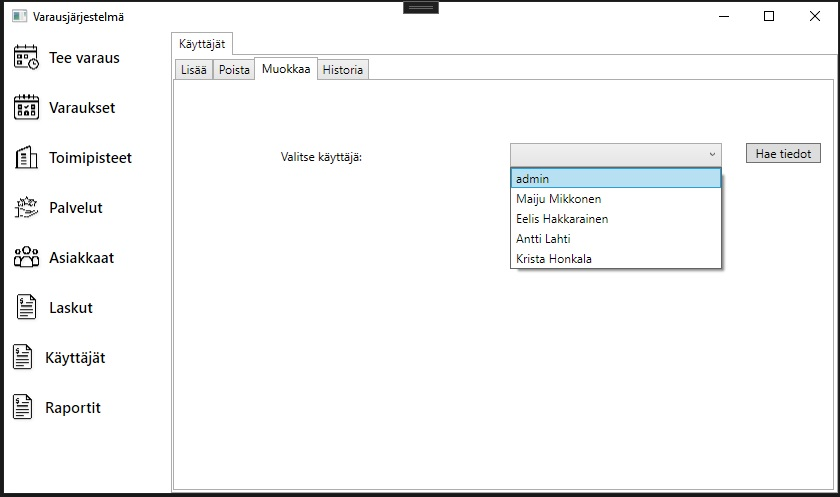 Varausjärjestelmä
Tee varaus
Varaukset
Toimipisteet
Palvelut
Asiakkaat
Laskut
Käyttäjät
Raportit
Käyttäjät
Lisää Poista Muokkaa Historia
Valitse käyttäjä: Hae tiedot
admin
Maiju Mikkonen
Eelis Hakkarainen
Antti Lahti
Krista Honkala